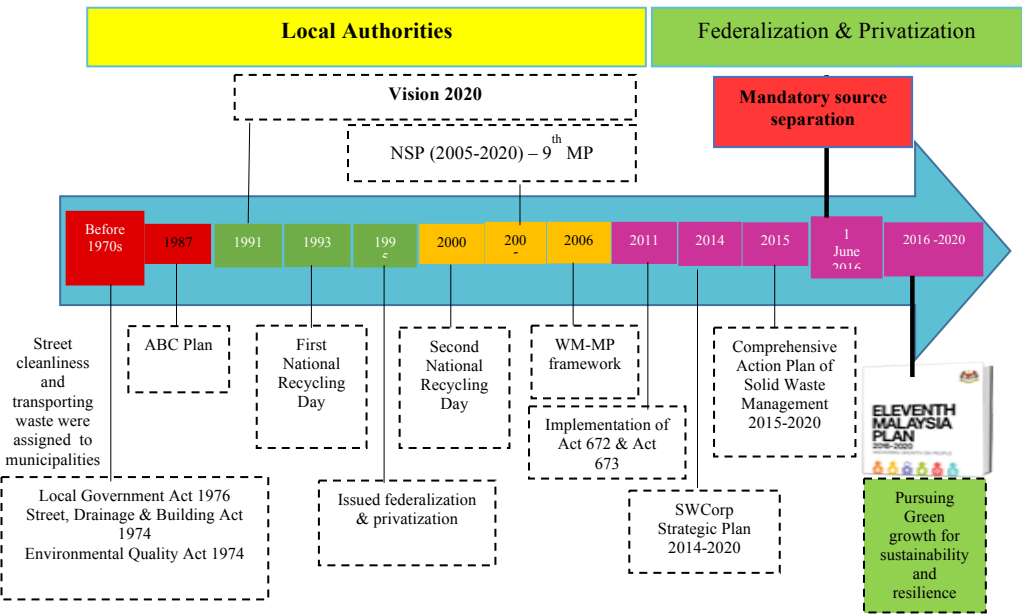 Local Authorities
Federalization & Privatization
Vision 2020
Mandatory source
separation
NSP (2005-2020) – 9th MP
Before
1970s
1987
1991
1993
199
2000
200
2006
2011
2014
2015
1
June
2016
2016 -2020
Street
cleanliness
and
transporting
waste were
assigned to
municipalities
ABC Plan
First
National
Recycling
Day
Second
National
Recycling
Day
WM-MP
framework
Comprehensive
Action Plan of
Solid Waste
Management
2015-2020
Implementation of
Act 672 & Act
673
ELEVENTH
MALAYSIA
PLAN
2016-2020
Local Government Act 1976
Street, Drainage & Building Act
1974
Environmental Quality Act 1974
Issued federalization
& privatization
SWCorp
Strategic Plan
2014-2020
Pursuing
Green
growth for
sustainability
and
resilience